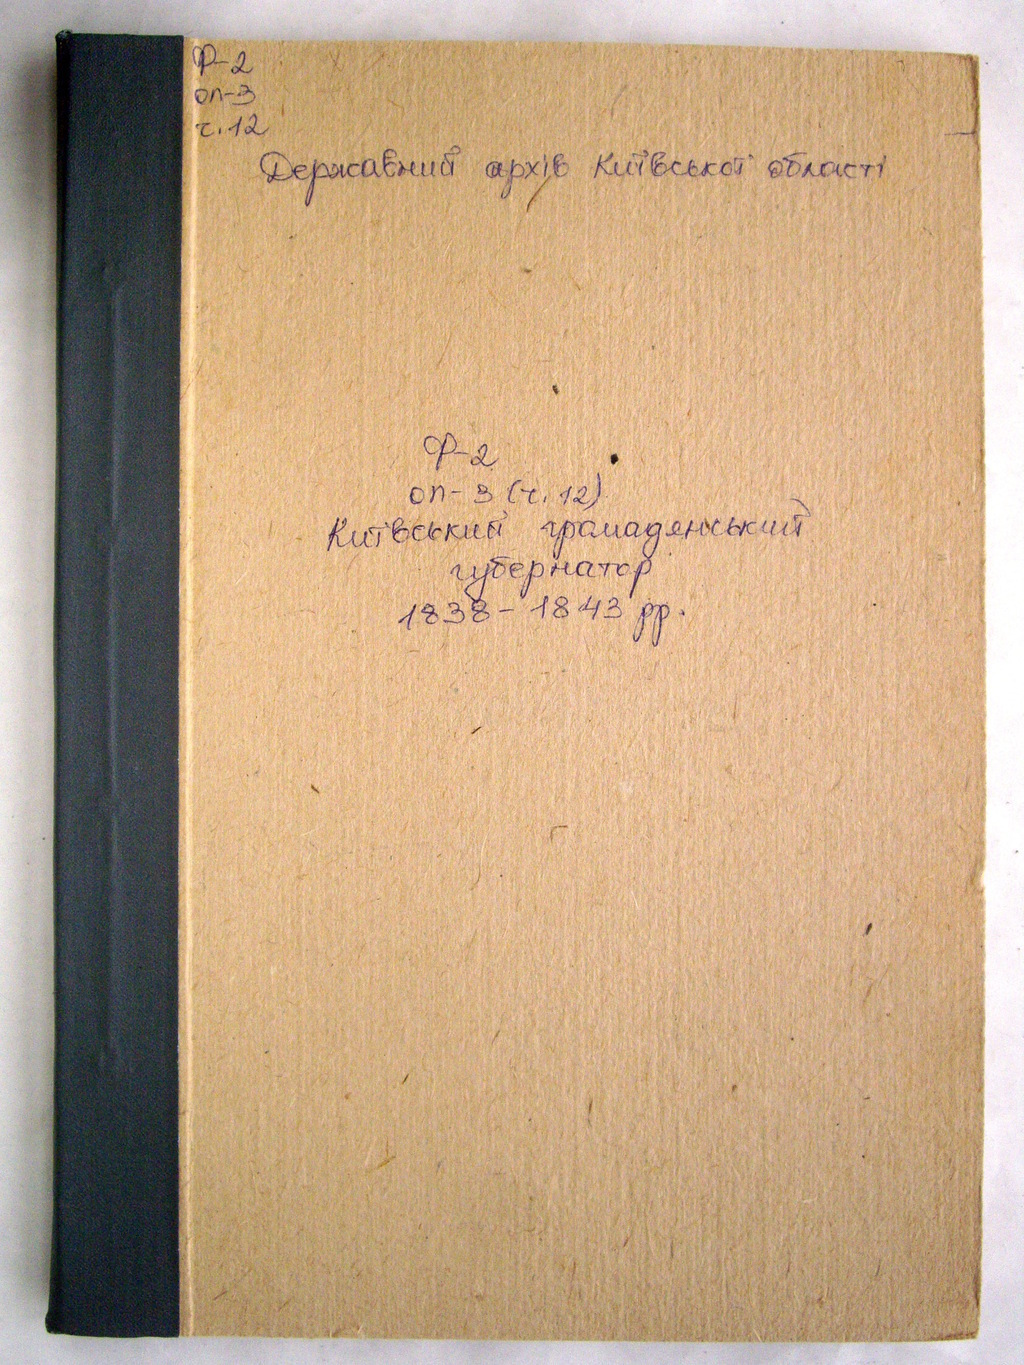 Ф-2
оп-3
ч.12
Державний архів Київської області
Ф-2
оп-3 (ч. 12)
Київський громадянський
губернатор
1838-1843 рр.